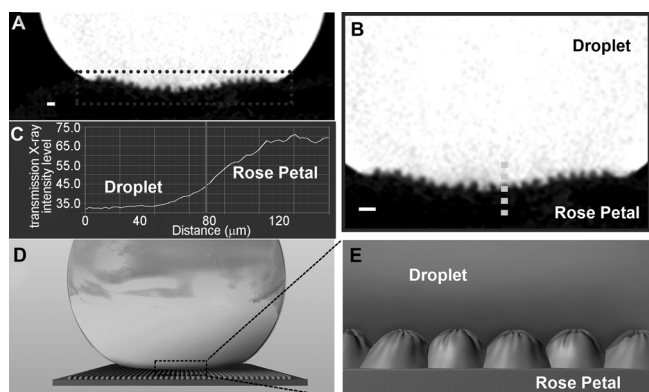 A
B
Droplet
Rose Petal
C
transmission X-ray
intensity level
75.0
65.0
55.0
45.0
35.0
Droplet
Rose Petal
0
40
80
120
Distance (μm)
D
E
Droplet
Rose Petal